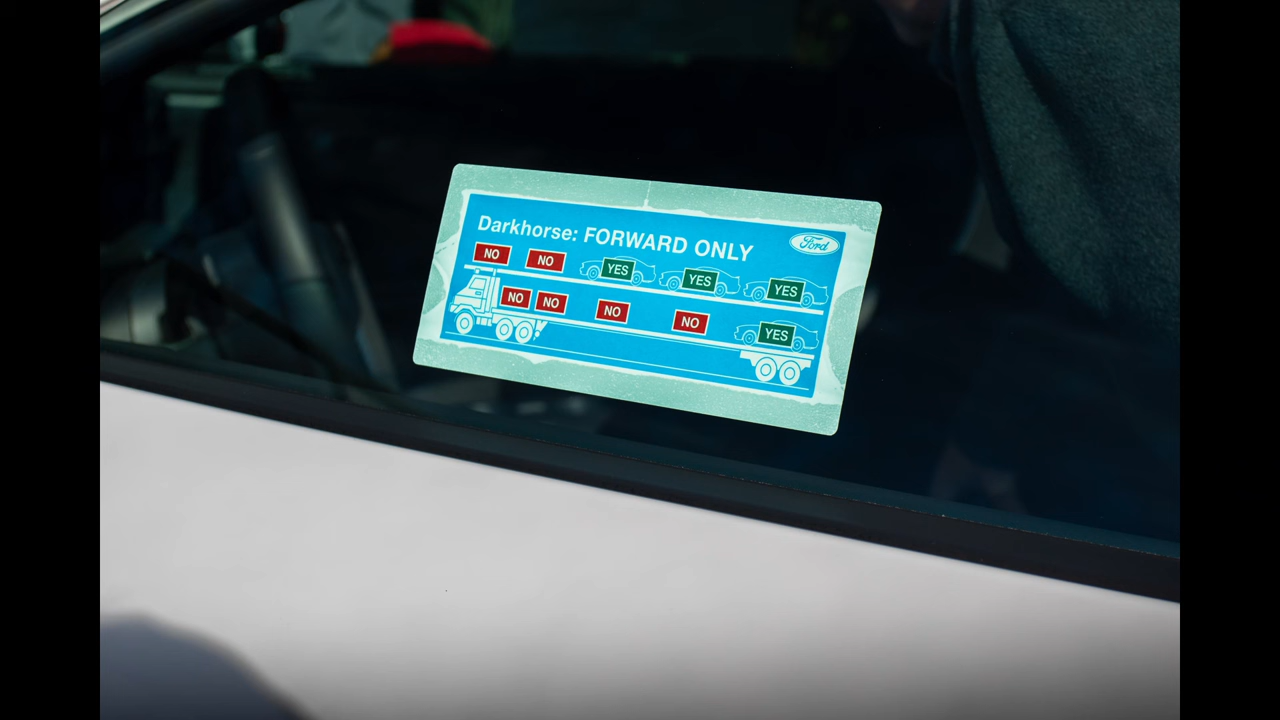 Darkhorse: FORWARD ONLY
Ford
NO NO YES YES YES
NO NO NO NO YES